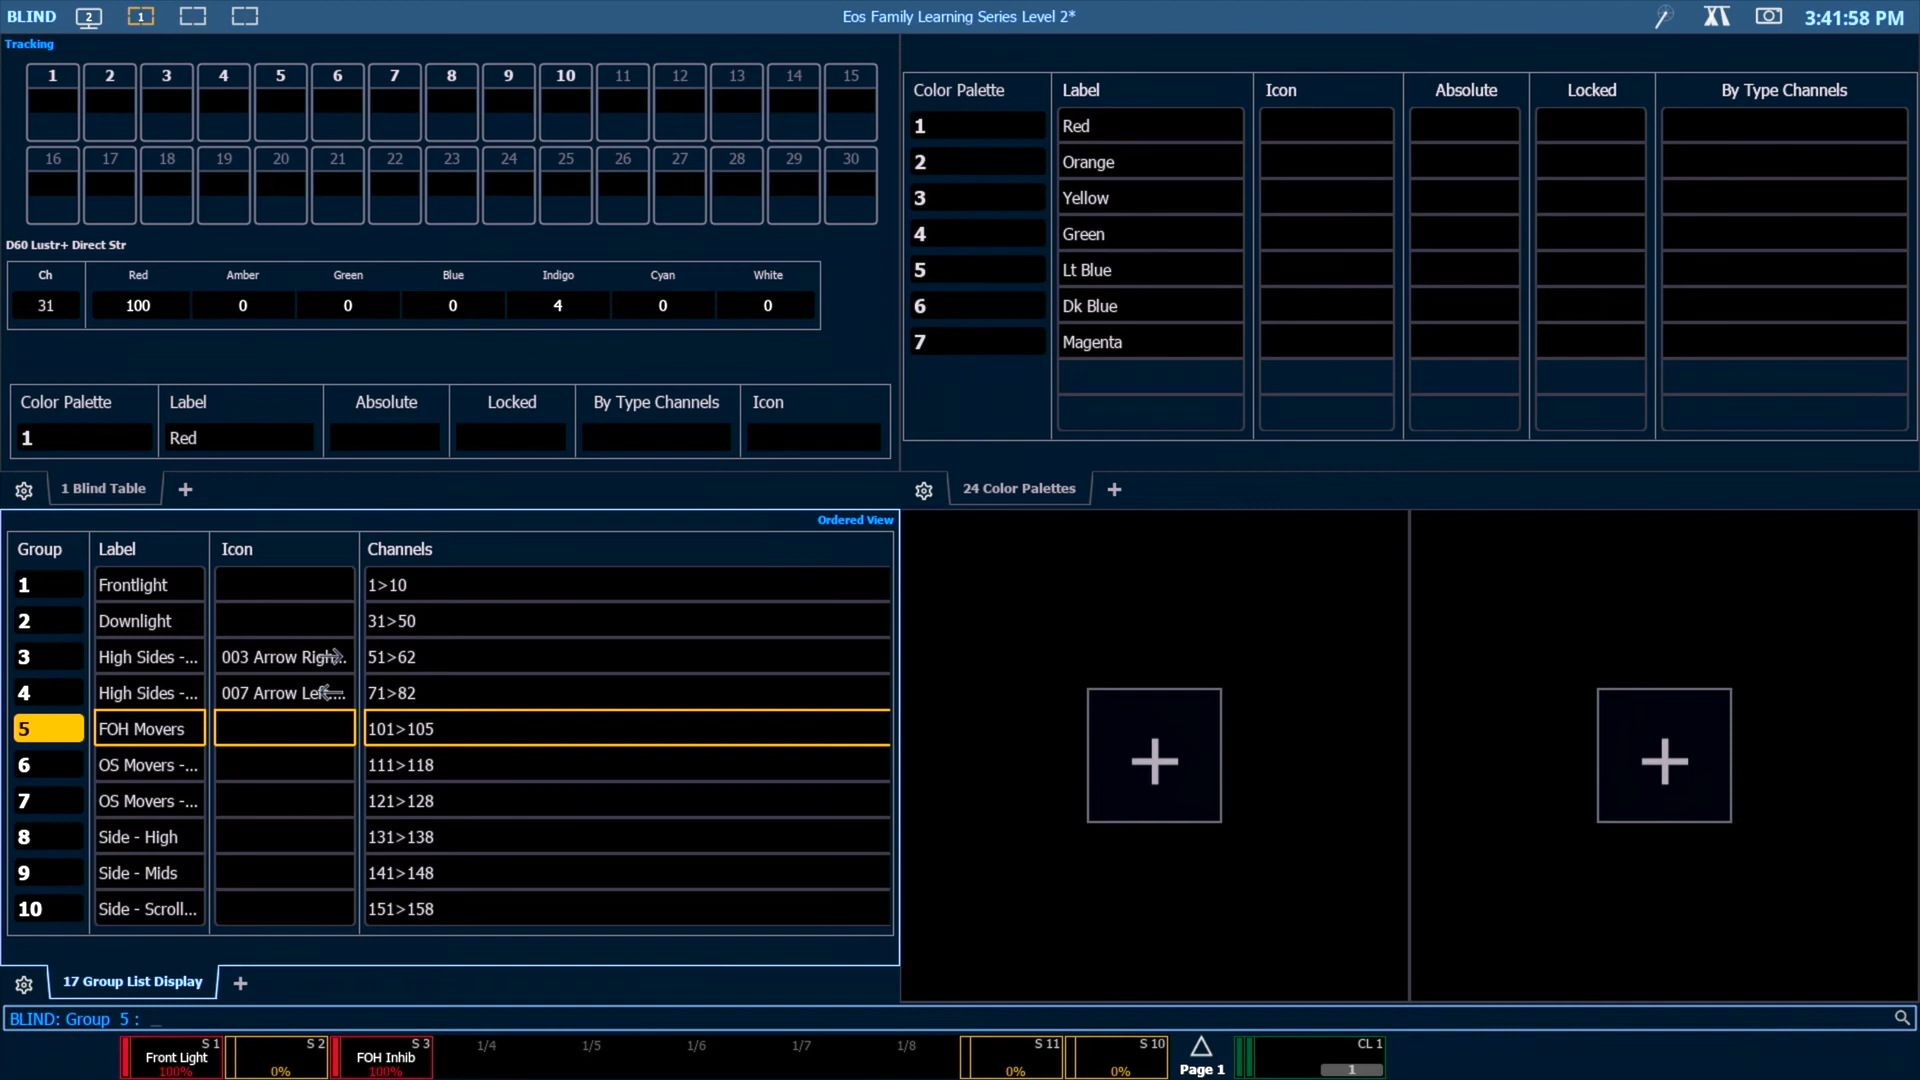 BLIND 2 1 Eos Family Learning Series Level 2* 3:41:58 PM
Tracking
1 2 3 4 5 6 7 8 9 10 11 12 13 14 15
16 17 18 19 20 21 22 23 24 25 26 27 28 29 30
D60 Lustr+ Direct Str
Ch Red Amber Green Blue Indigo Cyan White
31 100 0 0 0 4 0 0
Color Palette Label Absolute Locked By Type Channels Icon
1 Red
1 Blind Table +
Color Palette Label Icon Absolute Locked By Type Channels
1 Red
2 Orange
3 Yellow
4 Green
5 Lt Blue
6 Dk Blue
7 Magenta
24 Color Palettes +
Ordered View
Group Label Icon Channels
1 Frontlight 1>10
2 Downlight 31>50
3 High Sides -... 003 Arrow Righ... 51>62
4 High Sides -... 007 Arrow Left... 71>82
5 FOH Movers 101>105
6 OS Movers -... 111>118
7 OS Movers -... 121>128
8 Side - High 131>138
9 Side - Mids 141>148
10 Side - Scroll... 151>158
17 Group List Display +
BLIND: Group 5 : _
S 1 S 2 S 3 1/4 1/5 1/6 1/7 1/8 S 11 S 10 CL 1
Front Light FOH Inhib
100% 0% 100% 0% 0% Page 1 1